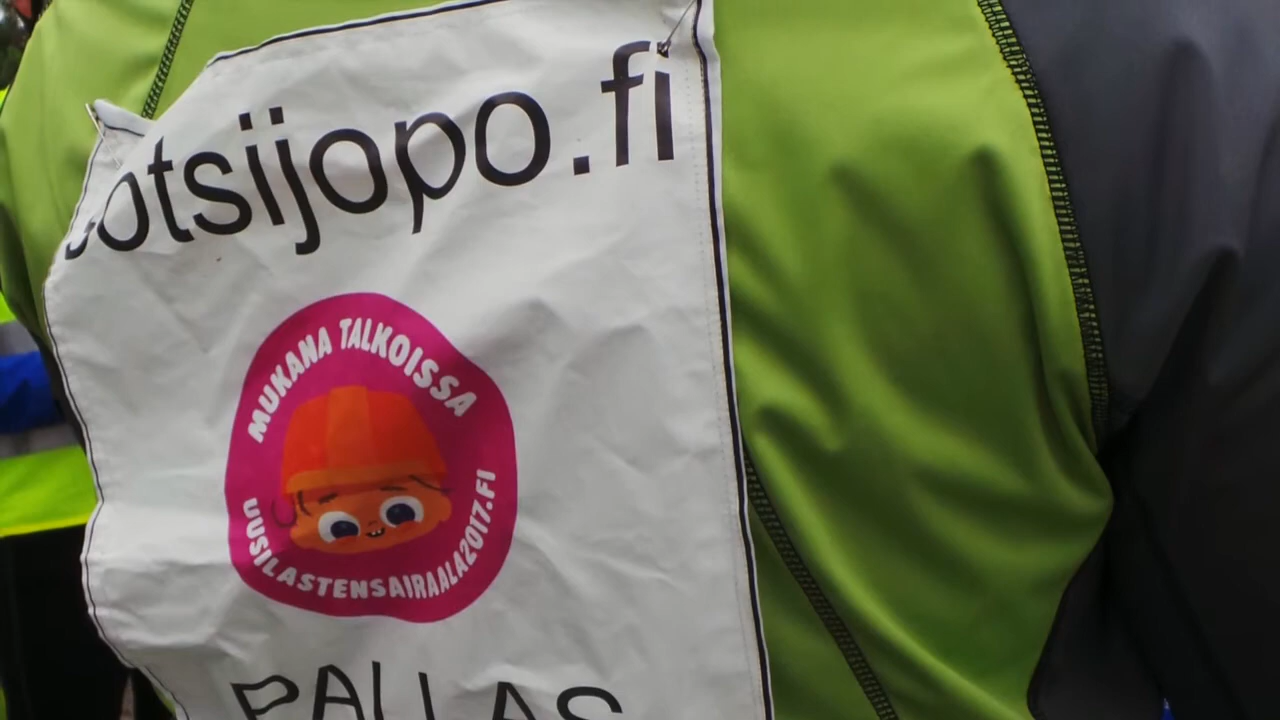 otsijopo.fi
MUKANA TALKOISSA
UUSILASTENSAIRAALA2017.FI
PALLAS